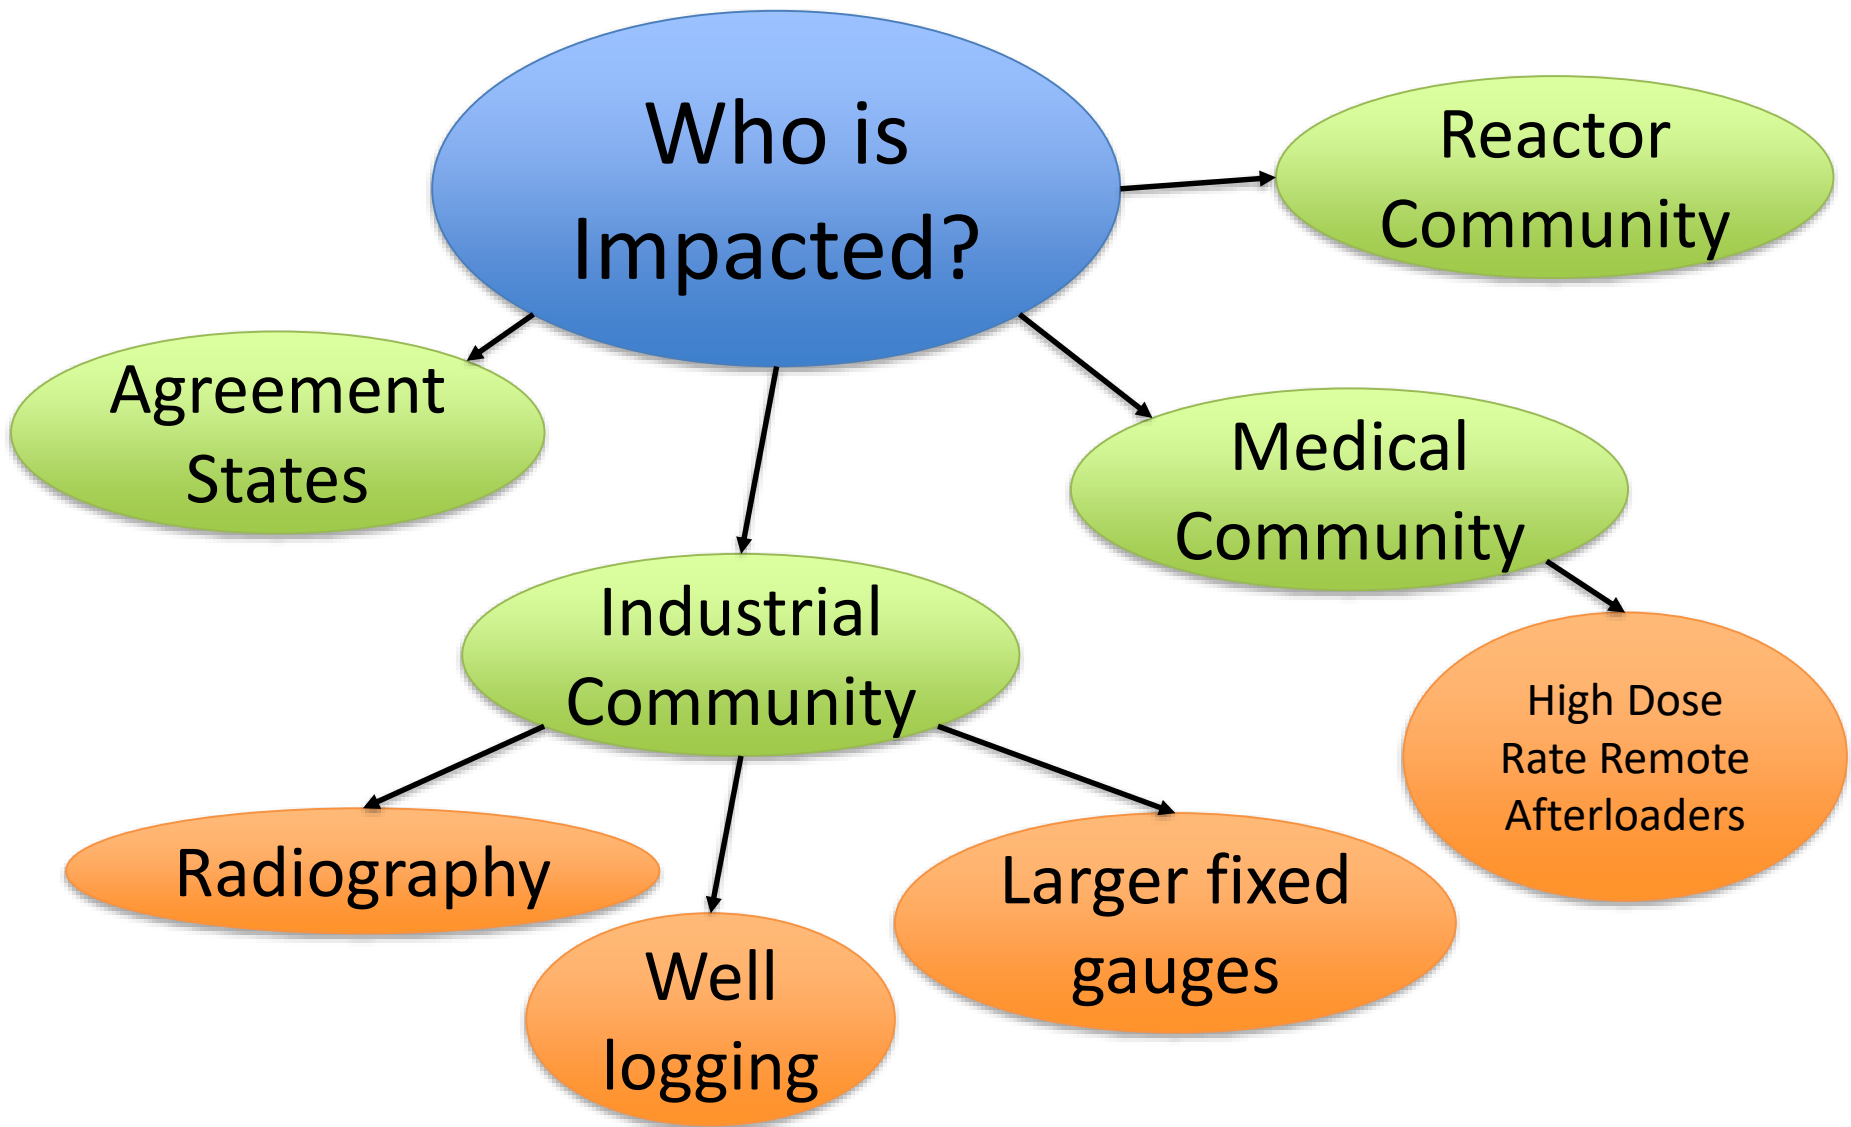 Who is
Impacted?
Reactor
Community
Agreement
States
Medical
Community
Industrial
Community
High Dose
Rate Remote
Afterloaders
Radiography
Larger fixed
gauges
Well
logging